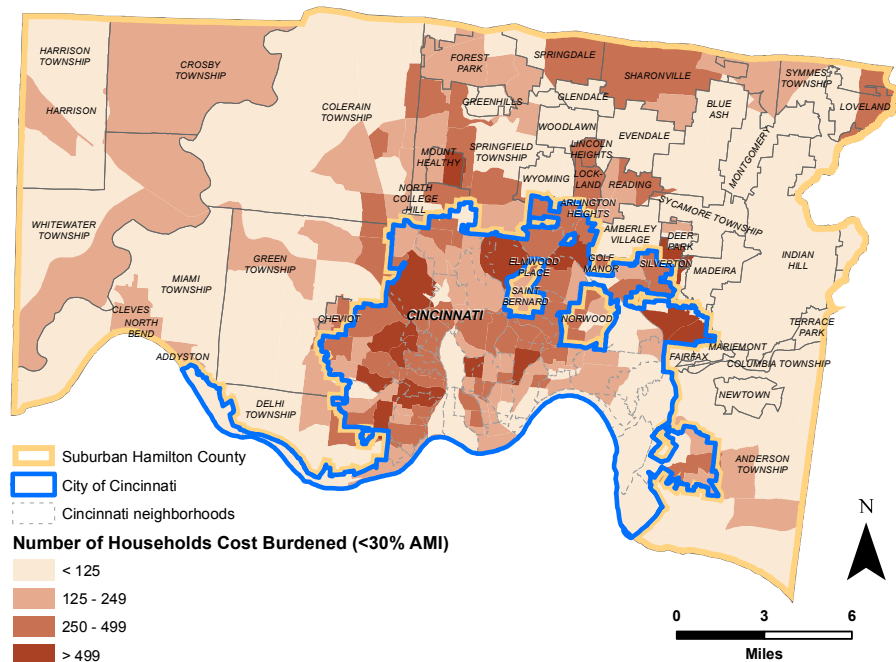 HARRISON
TOWNSHIP
CROSBY
TOWNSHIP
FOREST
PARK
SPRINGDALE
SHARONVILLE
SYMMES
TOWNSHIP
HARRISON
COLERAIN
TOWNSHIP
GREENHILLS
GLENDALE
BLUE
ASH
LOVELAND
WOODLAWN
EVENDALE
MOUNT
HEALTHY
SPRINGFIELD
TOWNSHIP
LINCOLN
HEIGHTS
MONTGOMERY
WYOMING
LOCK-
LAND
READING
NORTH
COLLEGE
HILL
ARLINGTON
HEIGHTS
SYCAMORE TOWNSHIP
WHITEWATER
TOWNSHIP
AMBERLEY
VILLAGE
DEER
PARK
GREEN
TOWNSHIP
ELMWOOD
PLACE
GOLF
MANOR
SILVERTON
INDIAN
HILL
MIAMI
TOWNSHIP
MADEIRA
SAINT
BERNARD
CLEVES
NORTH
BEND
CHEVIOT
CINCINNATI
NORWOOD
TERRACE
PARK
MARIEMONT
ADDYSTON
FAIRFAX
COLUMBIA TOWNSHIP
DELHI
TOWNSHIP
NEWTOWN
ANDERSON
TOWNSHIP
Suburban Hamilton County
City of Cincinnati
Cincinnati neighborhoods
Number of Households Cost Burdened (<30% AMI)
< 125
125 - 249
250 - 499
> 499
N
0 3 6
Miles